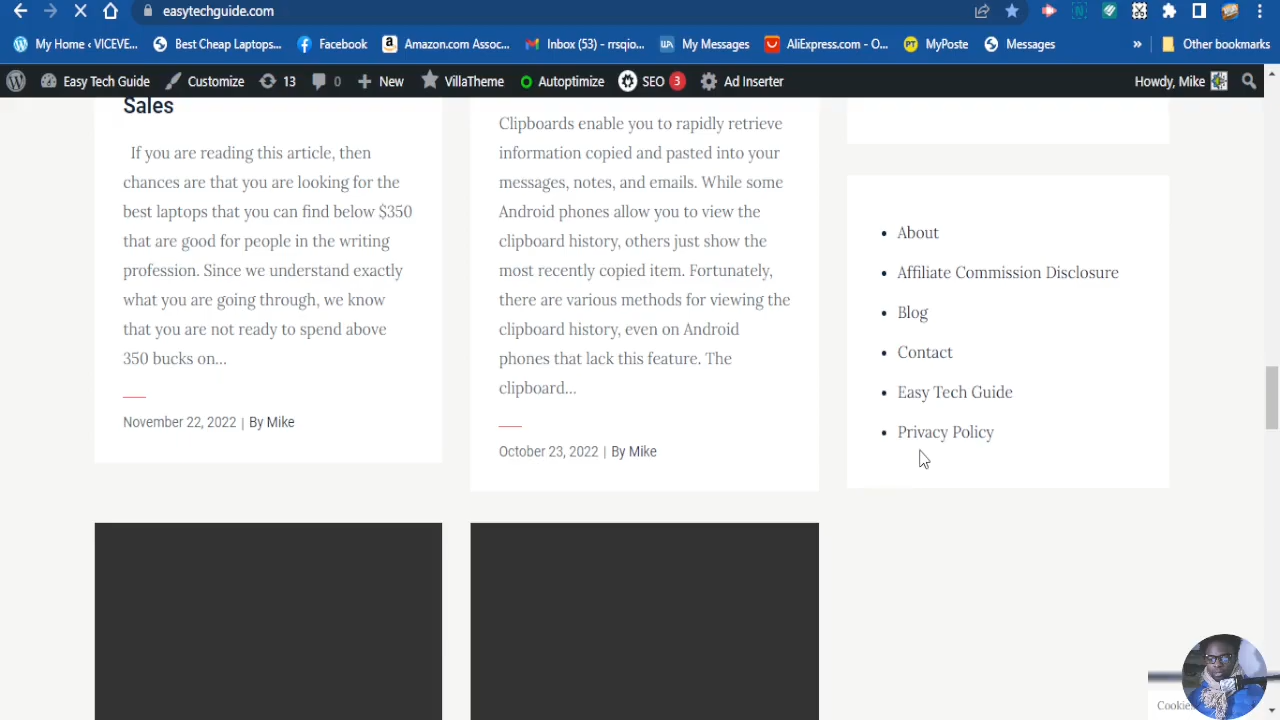 easytechguide.com
My Home ‹ VICEVE...
Best Cheap Laptops...
Facebook
Amazon.com Assoc...
Inbox (53) - rrsqio...
My Messages
AliExpress.com - O...
MyPoste
Messages
»
Other bookmarks
Easy Tech Guide
Customize
13
0
New
VillaTheme
Autoptimize
SEO 3
Ad Inserter
Howdy, Mike
Sales
If you are reading this article, then
chances are that you are looking for the
best laptops that you can find below $350
that are good for people in the writing
profession. Since we understand exactly
what you are going through, we know
that you are not ready to spend above
350 bucks on...
November 22, 2022 | By Mike
Clipboards enable you to rapidly retrieve
information copied and pasted into your
messages, notes, and emails. While some
Android phones allow you to view the
clipboard history, others just show the
most recently copied item. Fortunately,
there are various methods for viewing the
clipboard history, even on Android
phones that lack this feature. The
clipboard...
October 23, 2022 | By Mike
• About
• Affiliate Commission Disclosure
• Blog
• Contact
• Easy Tech Guide
• Privacy Policy